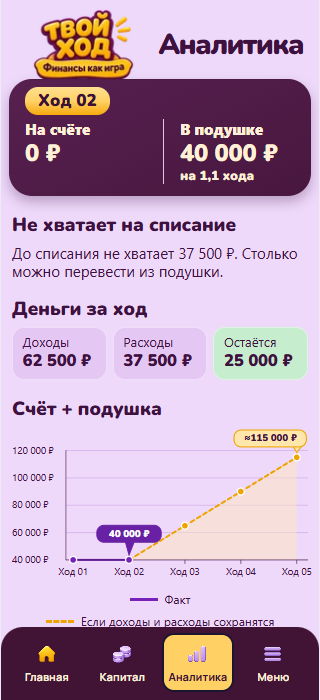 ТВОЙ
ХОД
Финансы как игра
Аналитика
Ход 02
На счёте
0 ₽
В подушке
40 000 ₽
на 1,1 хода
Не хватает на списание
До списания не хватает 37 500 ₽. Столько
можно перевести из подушки.
Деньги за ход
Доходы
62 500 ₽
Расходы
37 500 ₽
Остаётся
25 000 ₽
Счёт + подушка
≈115 000 ₽
120 000 ₽
100 000 ₽
80 000 ₽
60 000 ₽
40 000 ₽
40 000 ₽
Ход 01
Ход 02
Ход 03
Ход 04
Ход 05
Факт
Если доходы и расходы сохранятся
Главная
Капитал
Аналитика
Меню